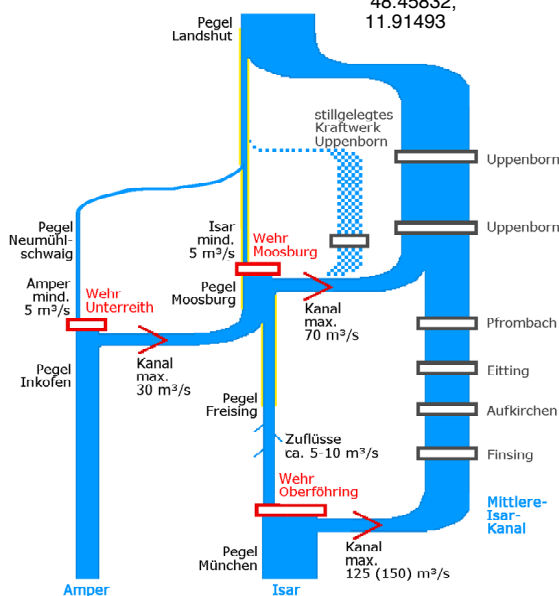 48.45832,
11.91493
Pegel
Landshut
stillgelegtes
Kraftwerk
Uppenborn
Uppenborn
Pegel
Neumühl-
schwaig
Isar
mind.
5 m³/s
Wehr
Moosburg
Uppenborn
Amper
mind.
5 m³/s
Wehr
Unterreith
Pegel
Moosburg
Kanal
max.
70 m³/s
Pfrombach
Pegel
Inkofen
Kanal
max.
30 m³/s
Eitting
Pegel
Freising
Aufkirchen
Zuflüsse
ca. 5-10 m³/s
Finsing
Wehr
Oberföhring
Mittlere-
Isar-
Kanal
Pegel
München
Kanal
max.
125 (150) m³/s
Amper
Isar